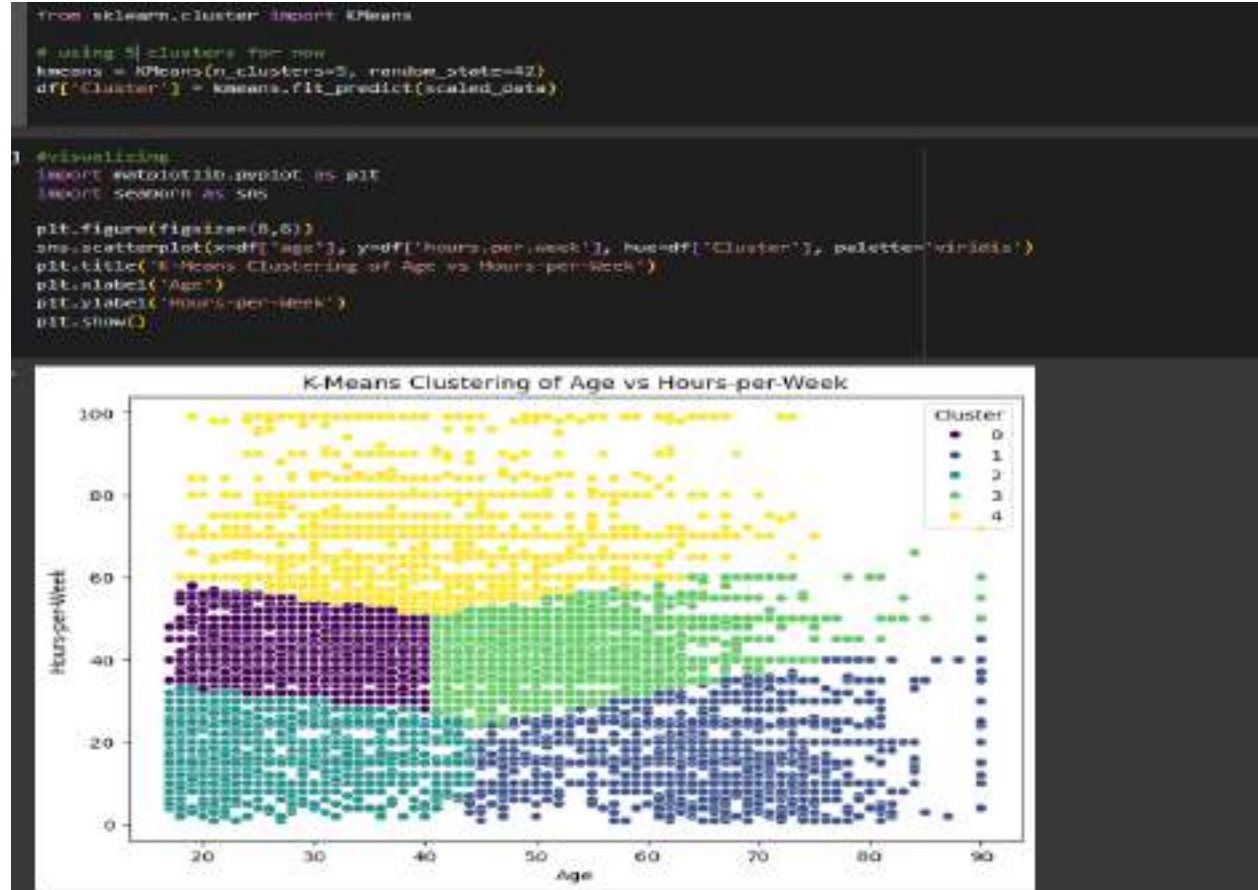 from sklearn.cluster import KMeans
# using 5 clusters for now
kmeans = KMeans(n_clusters=5, random_state=42)
df['Cluster'] = kmeans.fit_predict(scaled_data)
#visualizing
import matplotlib.pyplot as plt
import seaborn as sns
plt.figure(figsize=(8,6))
sns.scatterplot(x=df['age'], y=df['hours.per.week'], hue=df['Cluster'], palette='viridis')
plt.title('K-Means Clustering of Age vs Hours-per-Week')
plt.xlabel('Age')
plt.ylabel('Hours-per-Week')
plt.show()
K-Means Clustering of Age vs Hours-per-Week
Cluster
0
1
2
3
4
Hours-per-Week
100
80
60
40
20
0
20 30 40 50 60 70 80 90
Age